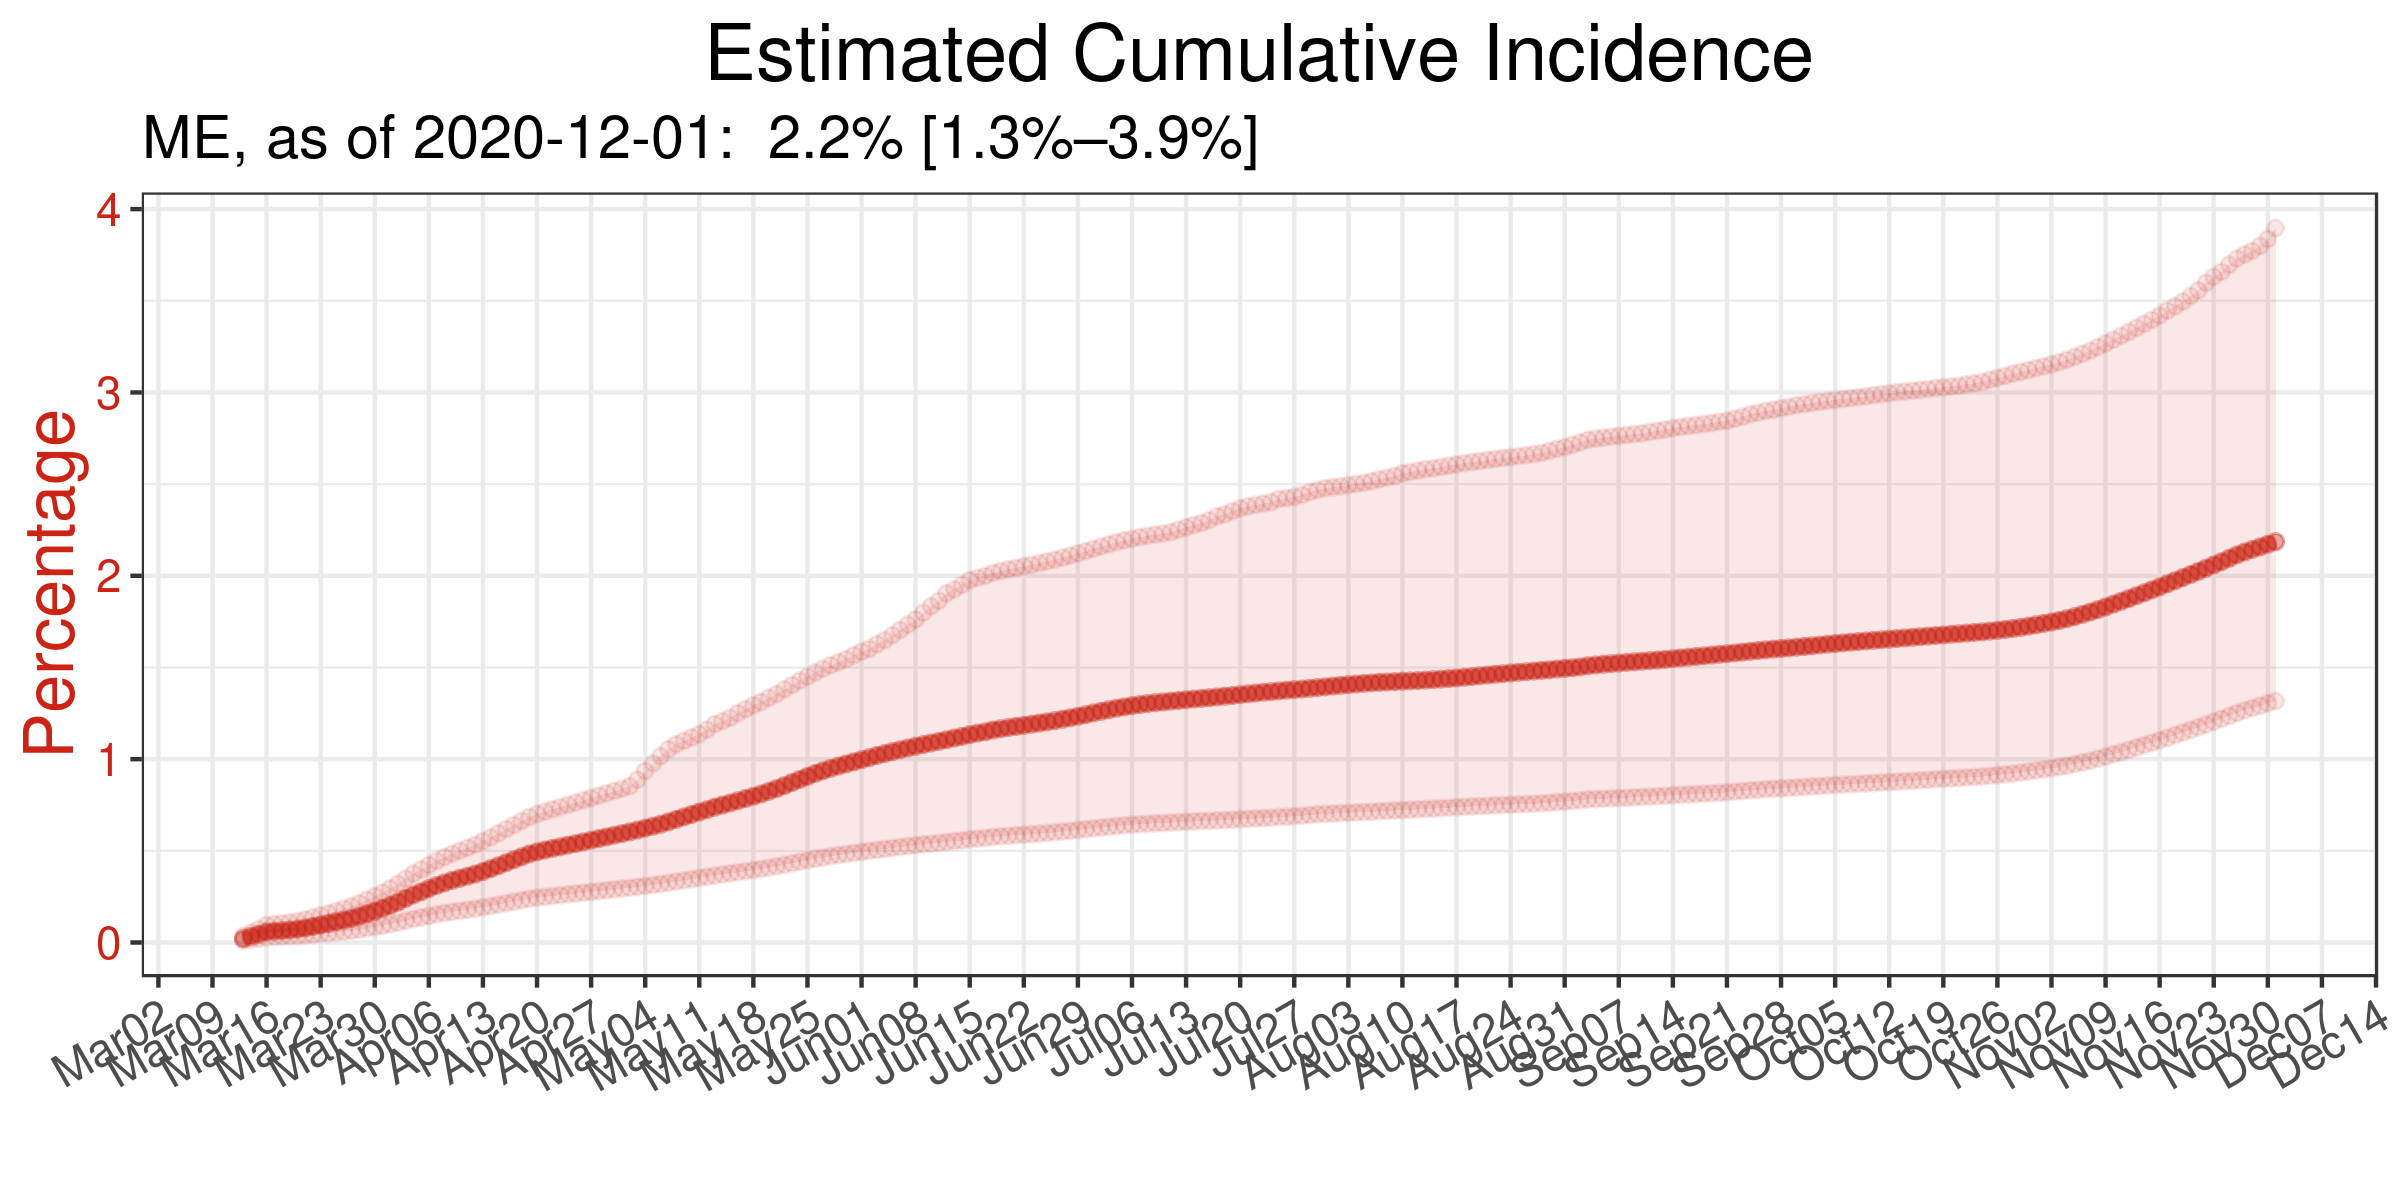 Estimated Cumulative Incidence
ME, as of 2020-12-01:  2.2% [1.3%–3.9%]
Percentage
4
3
2
1
0
Mar02
Mar09
Mar16
Mar23
Mar30
Apr06
Apr13
Apr20
Apr27
May04
May11
May18
May25
Jun01
Jun08
Jun15
Jun22
Jun29
Jul06
Jul13
Jul20
Jul27
Aug03
Aug10
Aug17
Aug24
Aug31
Sep07
Sep14
Sep21
Sep28
Oct05
Oct12
Oct19
Oct26
Nov02
Nov09
Nov16
Nov23
Nov30
Dec07
Dec14